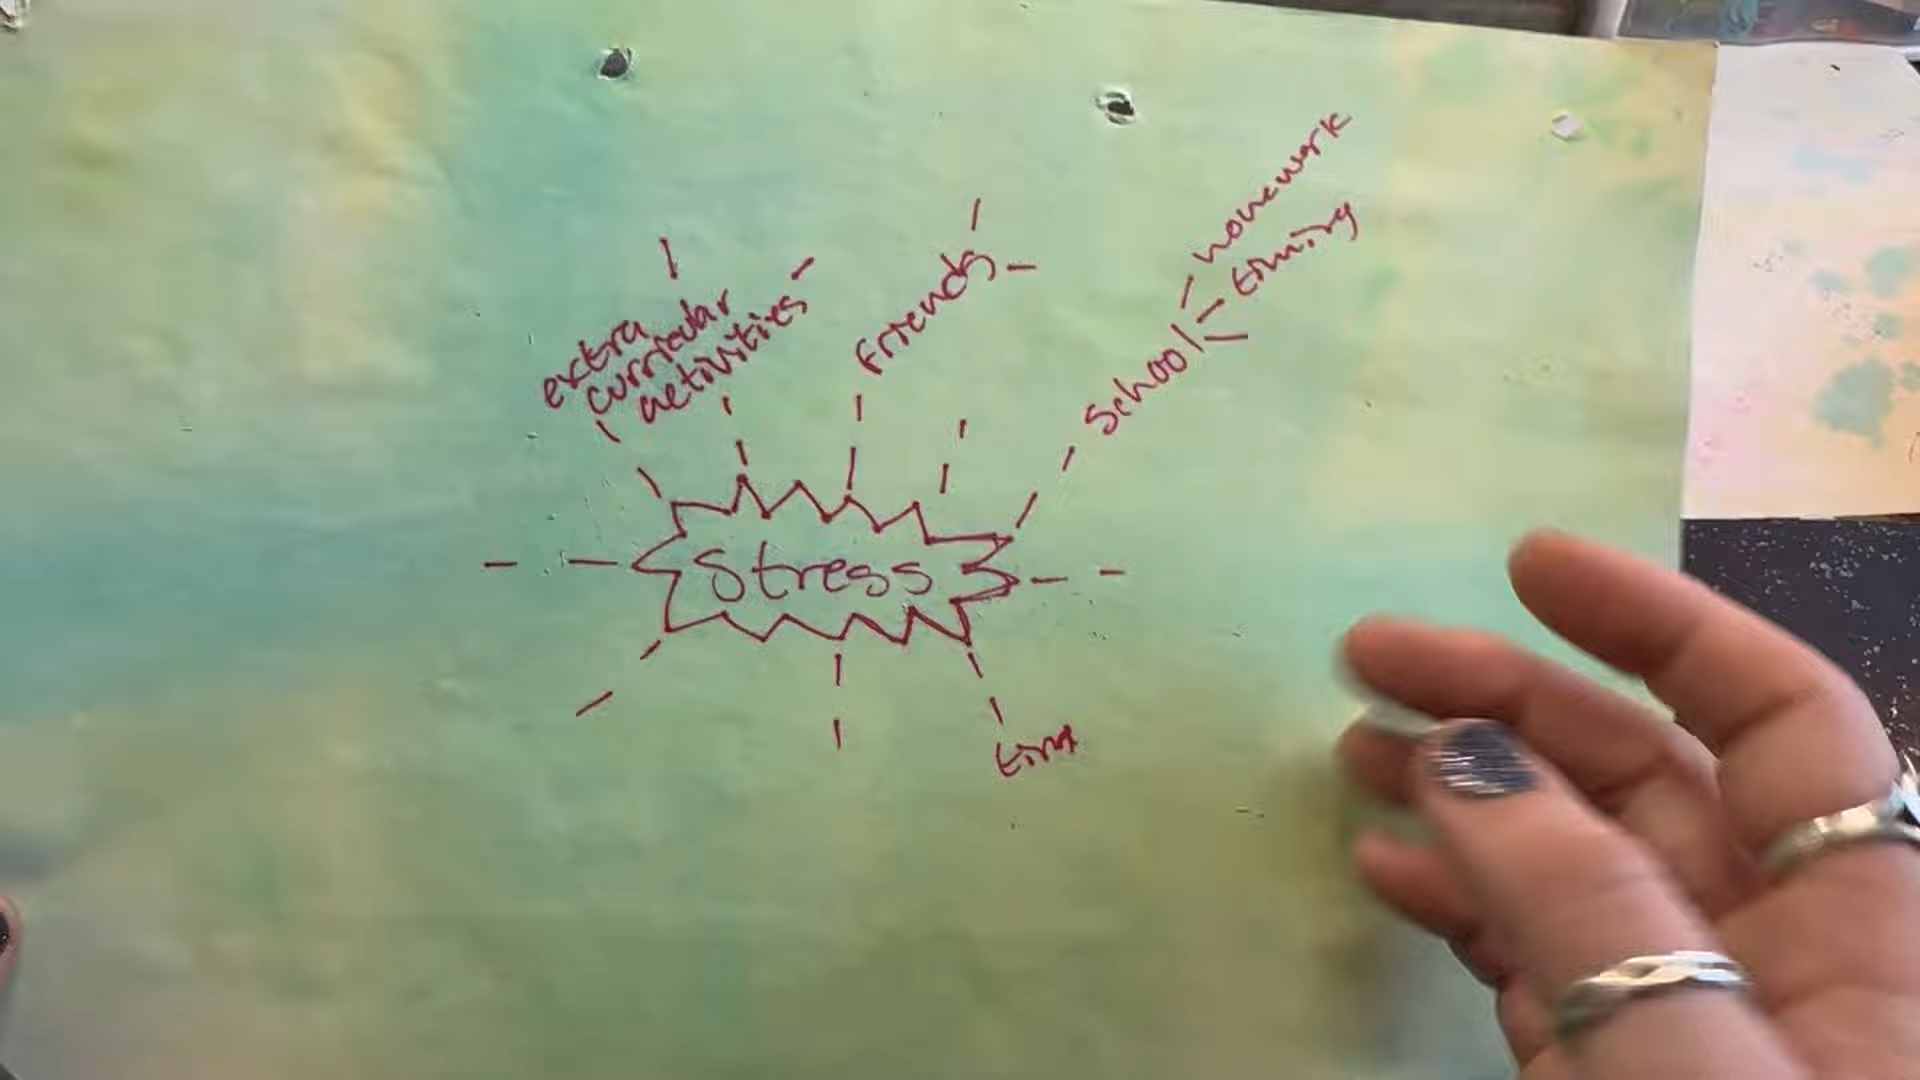 extra
curricular
activities
Friends
School
homework
timing
Stress
time